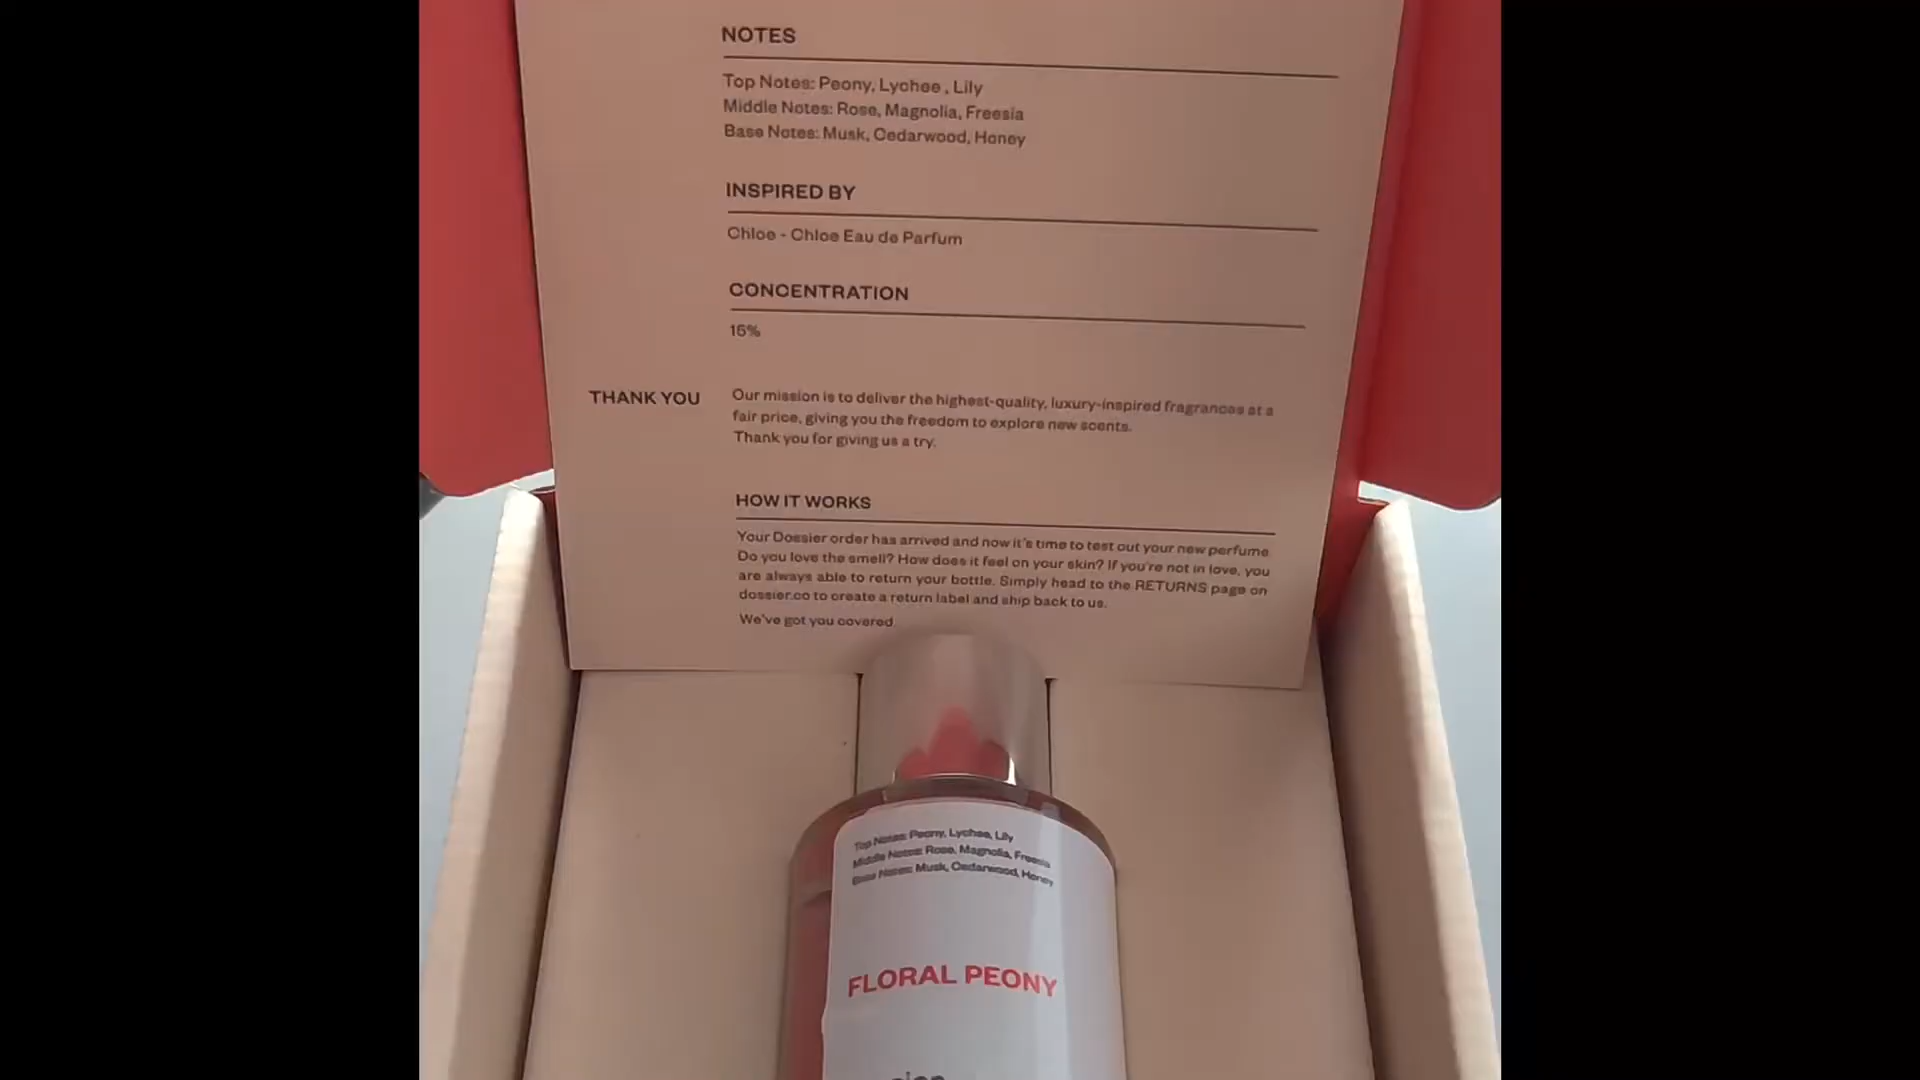 NOTES
Top Notes: Peony, Lychee , Lily
Middle Notes: Rose, Magnolia, Freesia
Base Notes: Musk, Cedarwood, Honey
INSPIRED BY
Chloe - Chloe Eau de Parfum
CONCENTRATION
15%
THANK YOU
Our mission is to deliver the highest-quality, luxury-inspired fragrances at a
fair price, giving you the freedom to explore new scents.
Thank you for giving us a try.
HOW IT WORKS
Your Dossier order has arrived and now it's time to test out your new perfume.
Do you love the smell? How does it feel on your skin? If you're not in love, you
are always able to return your bottle. Simply head to the RETURNS page on
dossier.co to create a return label and ship back to us.
We've got you covered.
Top Notes: Peony, Lychee, Lily
Middle Notes: Rose, Magnolia, Freesia
Base Notes: Musk, Cedarwood, Honey
FLORAL PEONY